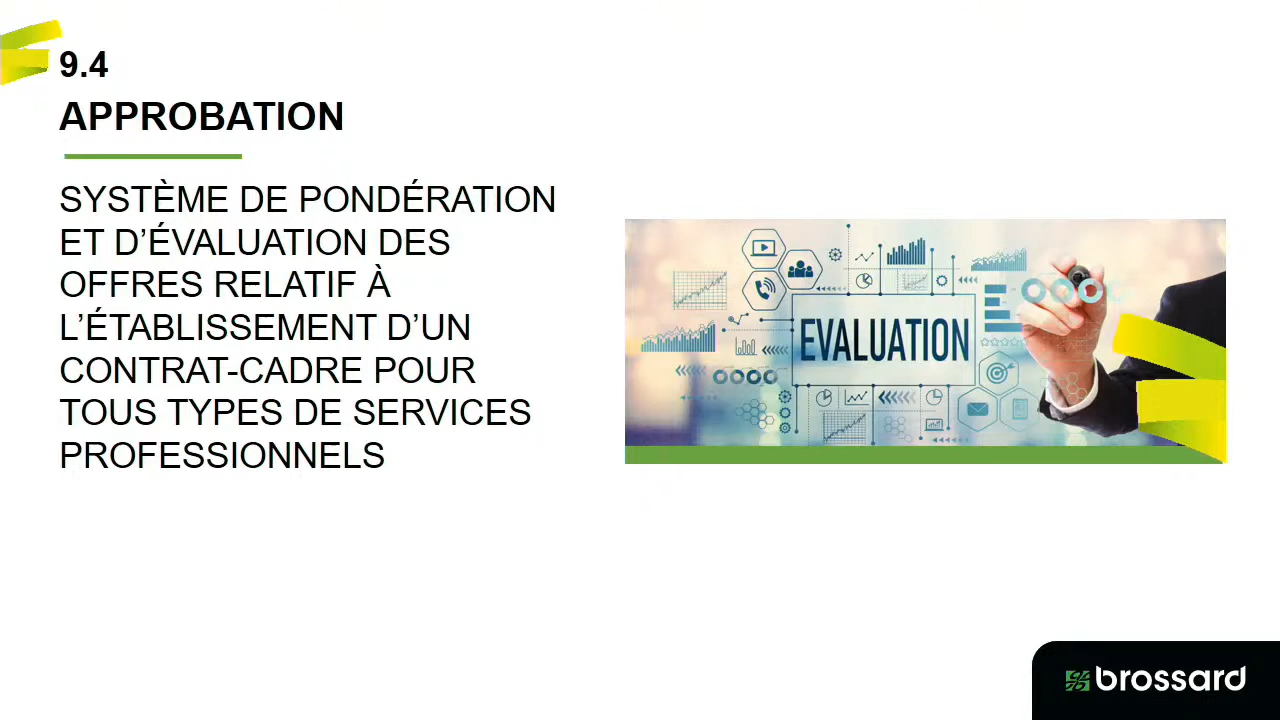 9.4
APPROBATION
SYSTÈME DE PONDÉRATION
ET D’ÉVALUATION DES
OFFRES RELATIF À
L’ÉTABLISSEMENT D’UN
CONTRAT-CADRE POUR
TOUS TYPES DE SERVICES
PROFESSIONNELS
EVALUATION
brossard